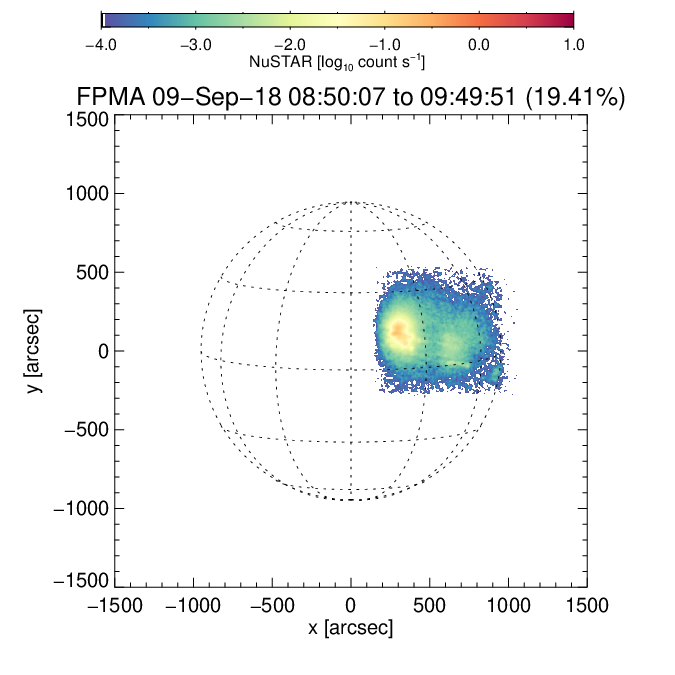 −4.0 −3.0 −2.0 −1.0 0.0 1.0
NuSTAR [log₁₀ count s⁻¹]
FPMA 09−Sep−18 08:50:07 to 09:49:51 (19.41%)
1500
1000
500
0
−500
−1000
−1500
y [arcsec]
−1500 −1000 −500 0 500 1000 1500
x [arcsec]